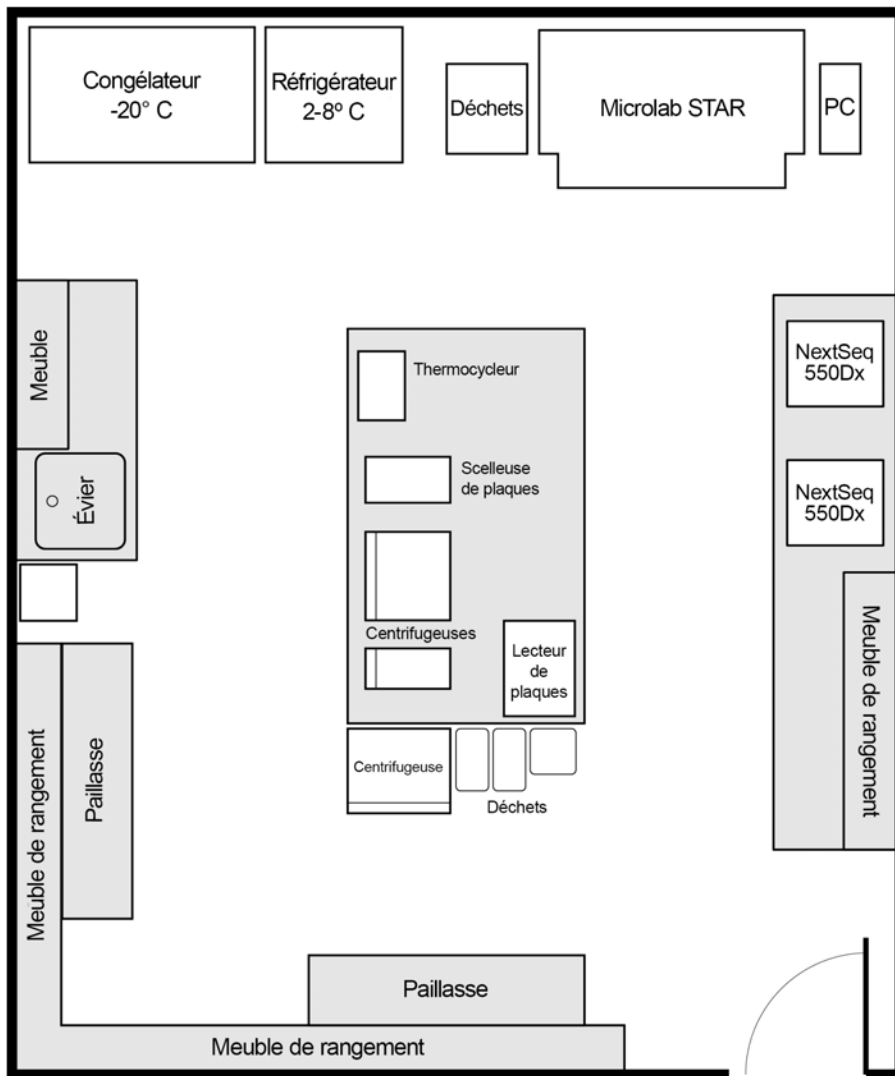 Congélateur
-20° C
Réfrigérateur
2-8º C
Déchets
Microlab STAR
PC
Meuble
Évier
Thermocycleur
Scelleuse
de plaques
Centrifugeuses
Lecteur
de
plaques
NextSeq
550Dx
NextSeq
550Dx
Meuble de rangement
Meuble de rangement
Paillasse
Centrifugeuse
Déchets
Paillasse
Meuble de rangement